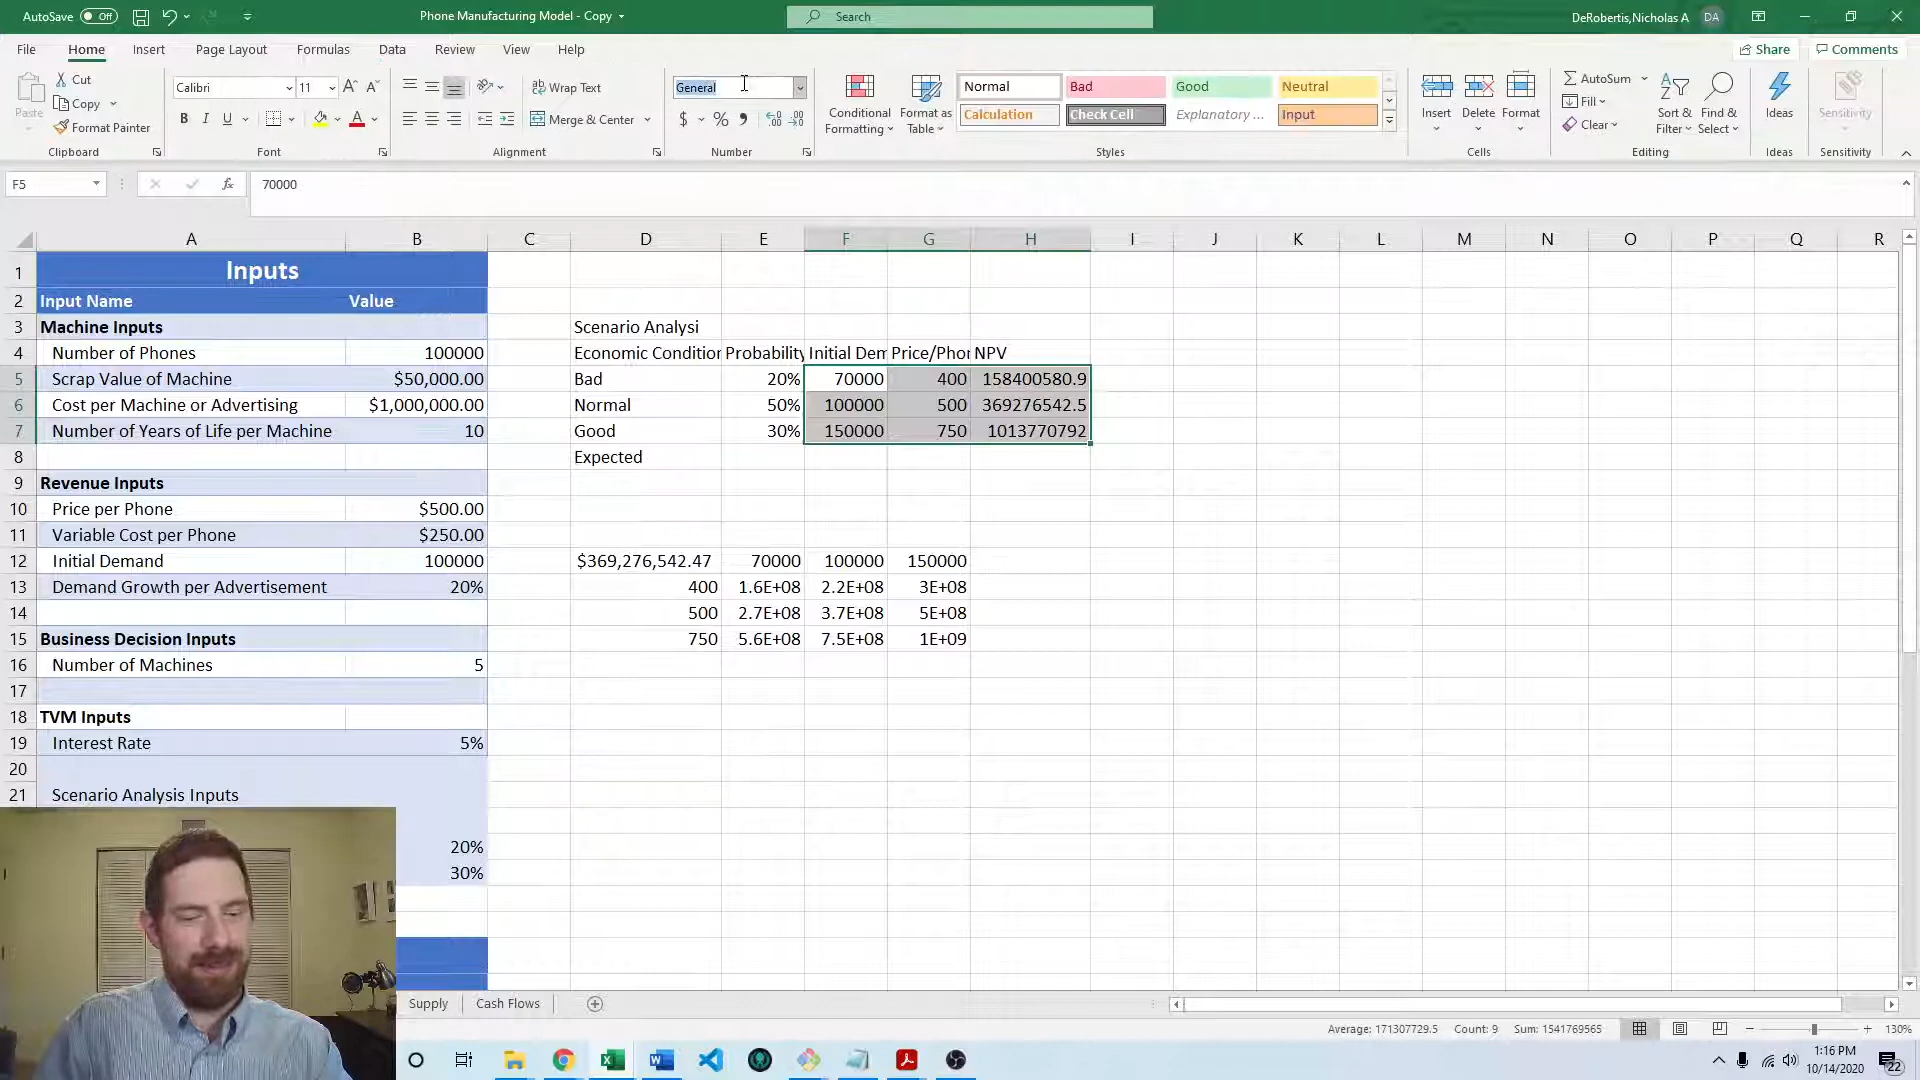 AutoSave Off
Phone Manufacturing Model - Copy
Search
DeRobertis,Nicholas A
DA
File Home Insert Page Layout Formulas Data Review View Help
Share
Comments
Paste
Cut
Copy
Format Painter
Clipboard
Calibri 11
B I U
Font
Wrap Text
Merge & Center
Alignment
General
$ % ,
Number
Conditional Formatting
Format as Table
Normal Bad Good Neutral
Calculation Check Cell Explanatory ... Input
Styles
Insert Delete Format
Cells
AutoSum
Fill
Clear
Sort & Filter
Find & Select
Editing
Ideas
Ideas
Sensitivity
Sensitivity
F5
fx
70000
A B C D E F G H I J K L M N O P Q R
1 Inputs
2 Input Name Value
3 Machine Inputs Scenario Analysi
4 Number of Phones 100000 Economic Condition Probability Initial Dem Price/Phor NPV
5 Scrap Value of Machine $50,000.00 Bad 20% 70000 400 158400580.9
6 Cost per Machine or Advertising $1,000,000.00 Normal 50% 100000 500 369276542.5
7 Number of Years of Life per Machine 10 Good 30% 150000 750 1013770792
8 Expected
9 Revenue Inputs
10 Price per Phone $500.00
11 Variable Cost per Phone $250.00
12 Initial Demand 100000 $369,276,542.47 70000 100000 150000
13 Demand Growth per Advertisement 20% 400 1.6E+08 2.2E+08 3E+08
14 500 2.7E+08 3.7E+08 5E+08
15 Business Decision Inputs 750 5.6E+08 7.5E+08 1E+09
16 Number of Machines 5
17
18 TVM Inputs
19 Interest Rate 5%
20
21 Scenario Analysis Inputs
20%
30%
Supply Cash Flows
Average: 171307729.5 Count: 9 Sum: 1541769565
130%
1:16 PM
10/14/2020
22